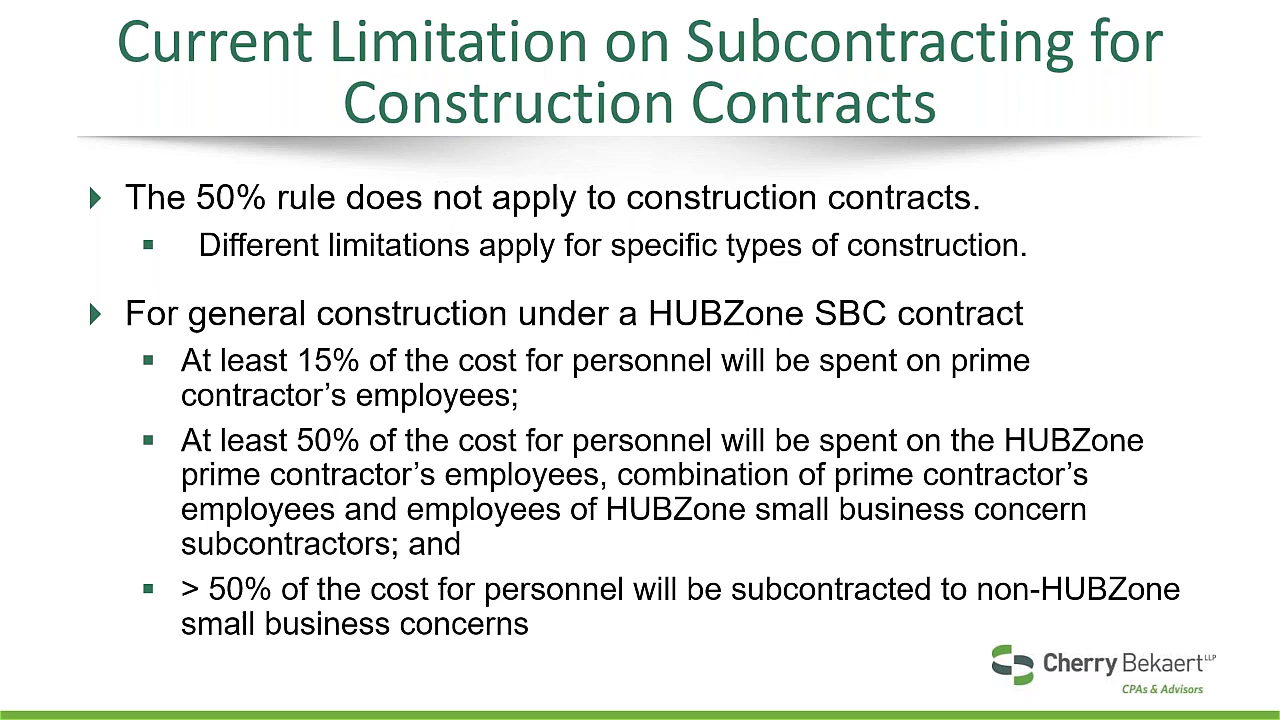 Current Limitation on Subcontracting for
Construction Contracts
The 50% rule does not apply to construction contracts.
Different limitations apply for specific types of construction.
For general construction under a HUBZone SBC contract
At least 15% of the cost for personnel will be spent on prime
contractor’s employees;
At least 50% of the cost for personnel will be spent on the HUBZone
prime contractor’s employees, combination of prime contractor’s
employees and employees of HUBZone small business concern
subcontractors; and
> 50% of the cost for personnel will be subcontracted to non-HUBZone
small business concerns
Cherry Bekaert LLP
CPAs & Advisors